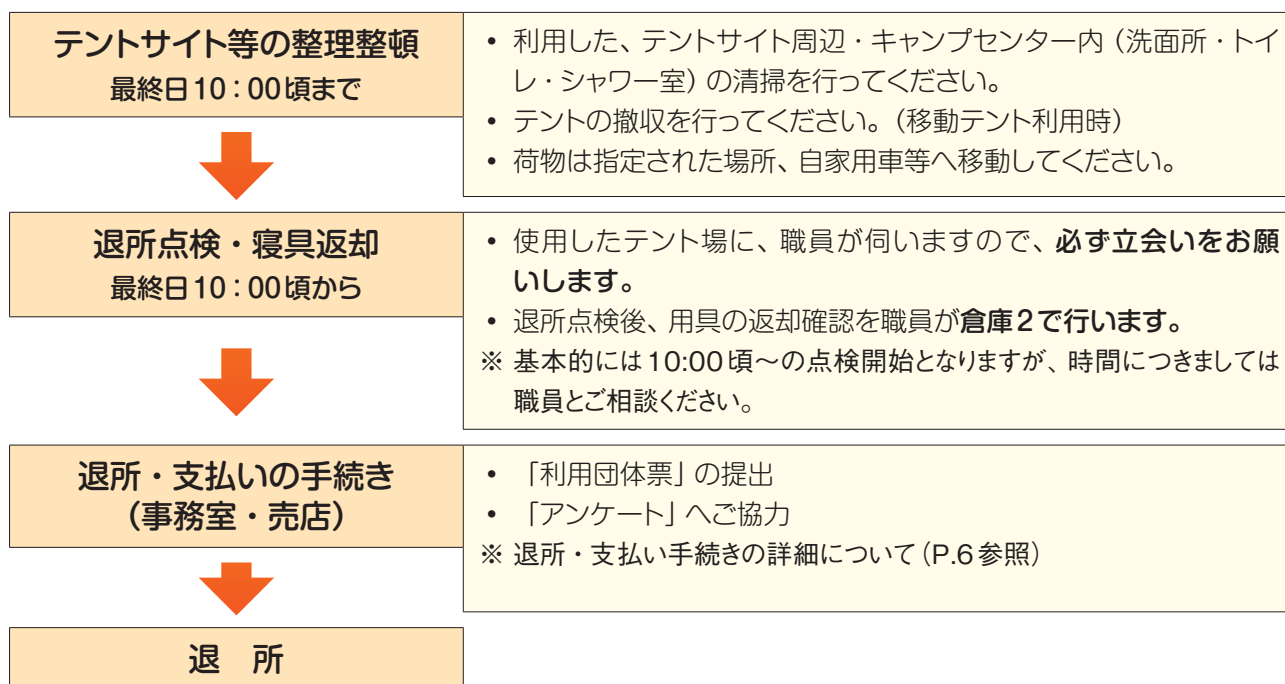 テントサイト等の整理整頓
最終日10：00頃まで
• 利用した、テントサイト周辺・キャンプセンター内（洗面所・トイ
レ・シャワー室）の清掃を行ってください。
• テントの撤収を行ってください。（移動テント利用時）
• 荷物は指定された場所、自家用車等へ移動してください。
退所点検・寝具返却
最終日10：00頃から
• 使用したテント場に、職員が伺いますので、必ず立会いをお願
いします。
• 退所点検後、用具の返却確認を職員が倉庫2で行います。
※ 基本的には10:00頃～の点検開始となりますが、時間につきましては
職員とご相談ください。
退所・支払いの手続き
（事務室・売店）
• 「利用団体票」の提出
• 「アンケート」へご協力
※ 退所・支払い手続きの詳細について（P.6参照）
退　所